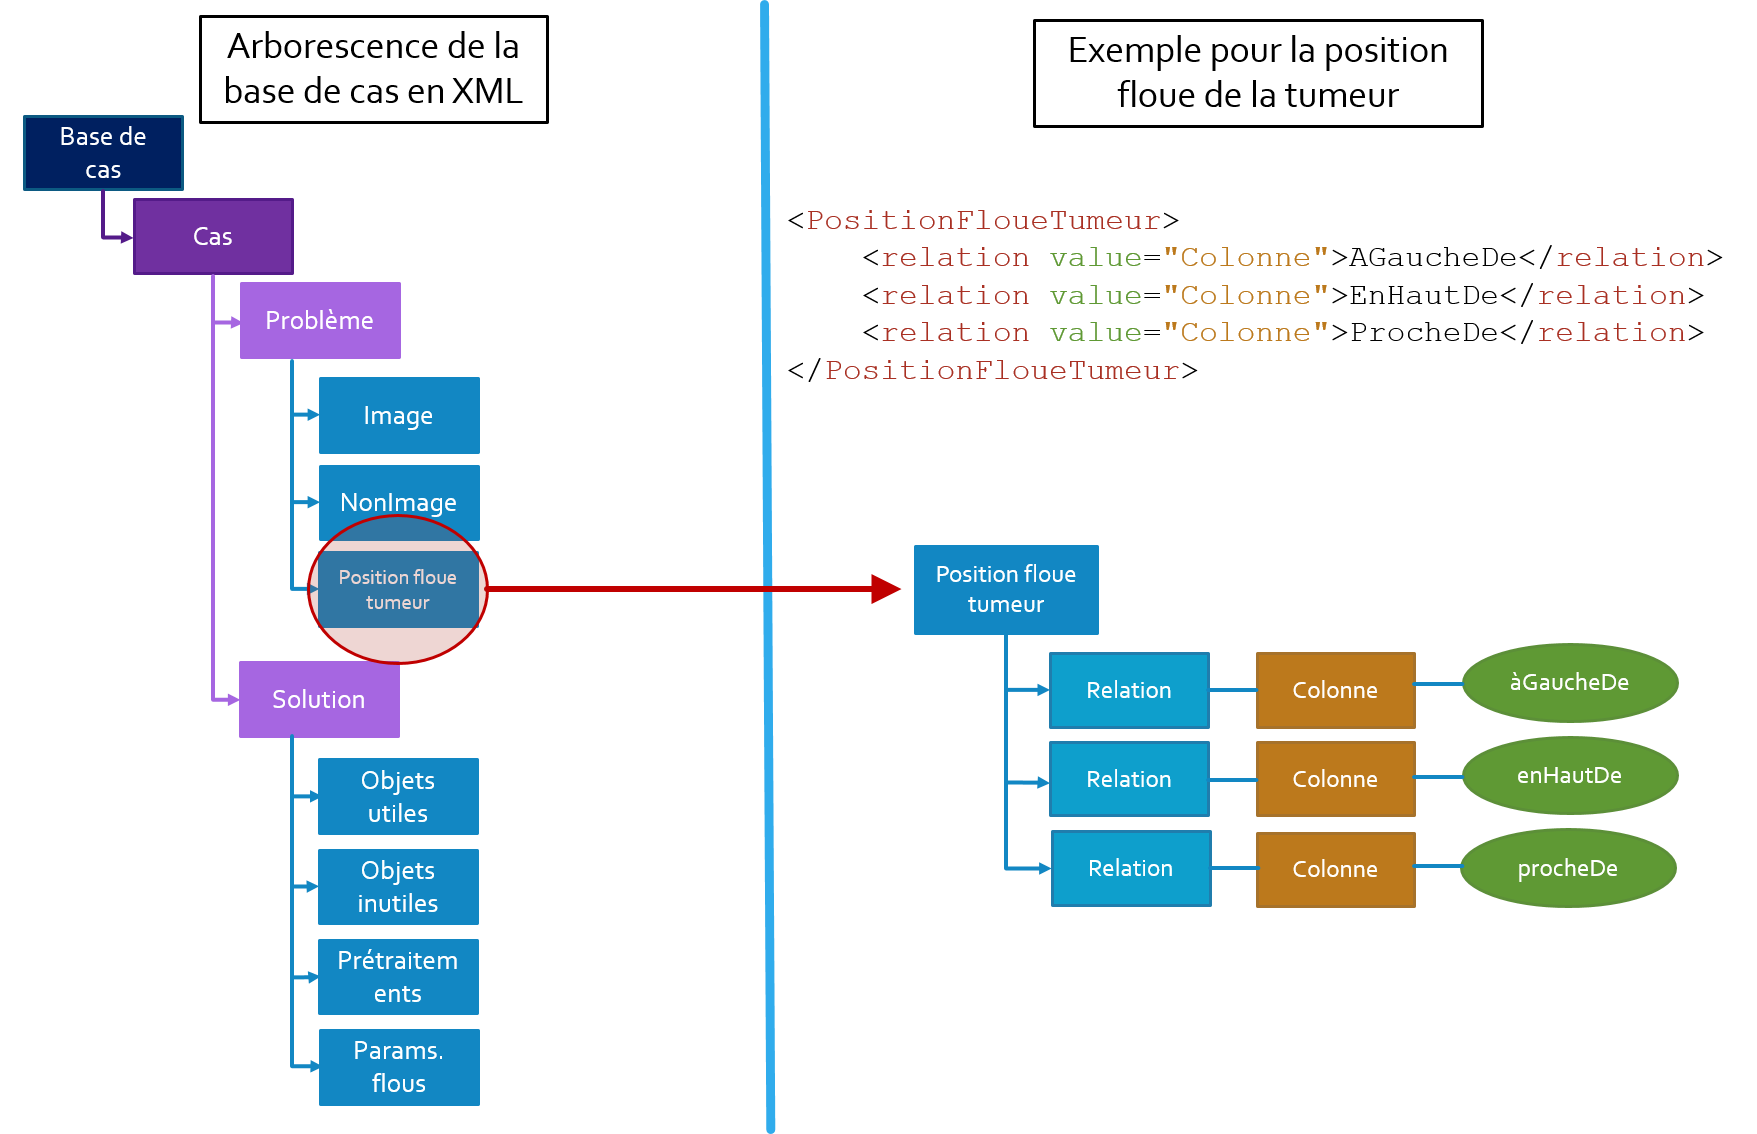 Arborescence de la
base de cas en XML
Base de
cas
Cas
Problème
Image
NonImage
Position floue
tumeur
Solution
Objets
utiles
Objets
inutiles
Prétraitem
ents
Params.
flous
Exemple pour la position
floue de la tumeur
<PositionFloueTumeur>
    <relation value="Colonne">AGaucheDe</relation>
    <relation value="Colonne">EnHautDe</relation>
    <relation value="Colonne">ProcheDe</relation>
</PositionFloueTumeur>
Position floue
tumeur
Relation Colonne àGaucheDe
Relation Colonne enHautDe
Relation Colonne procheDe